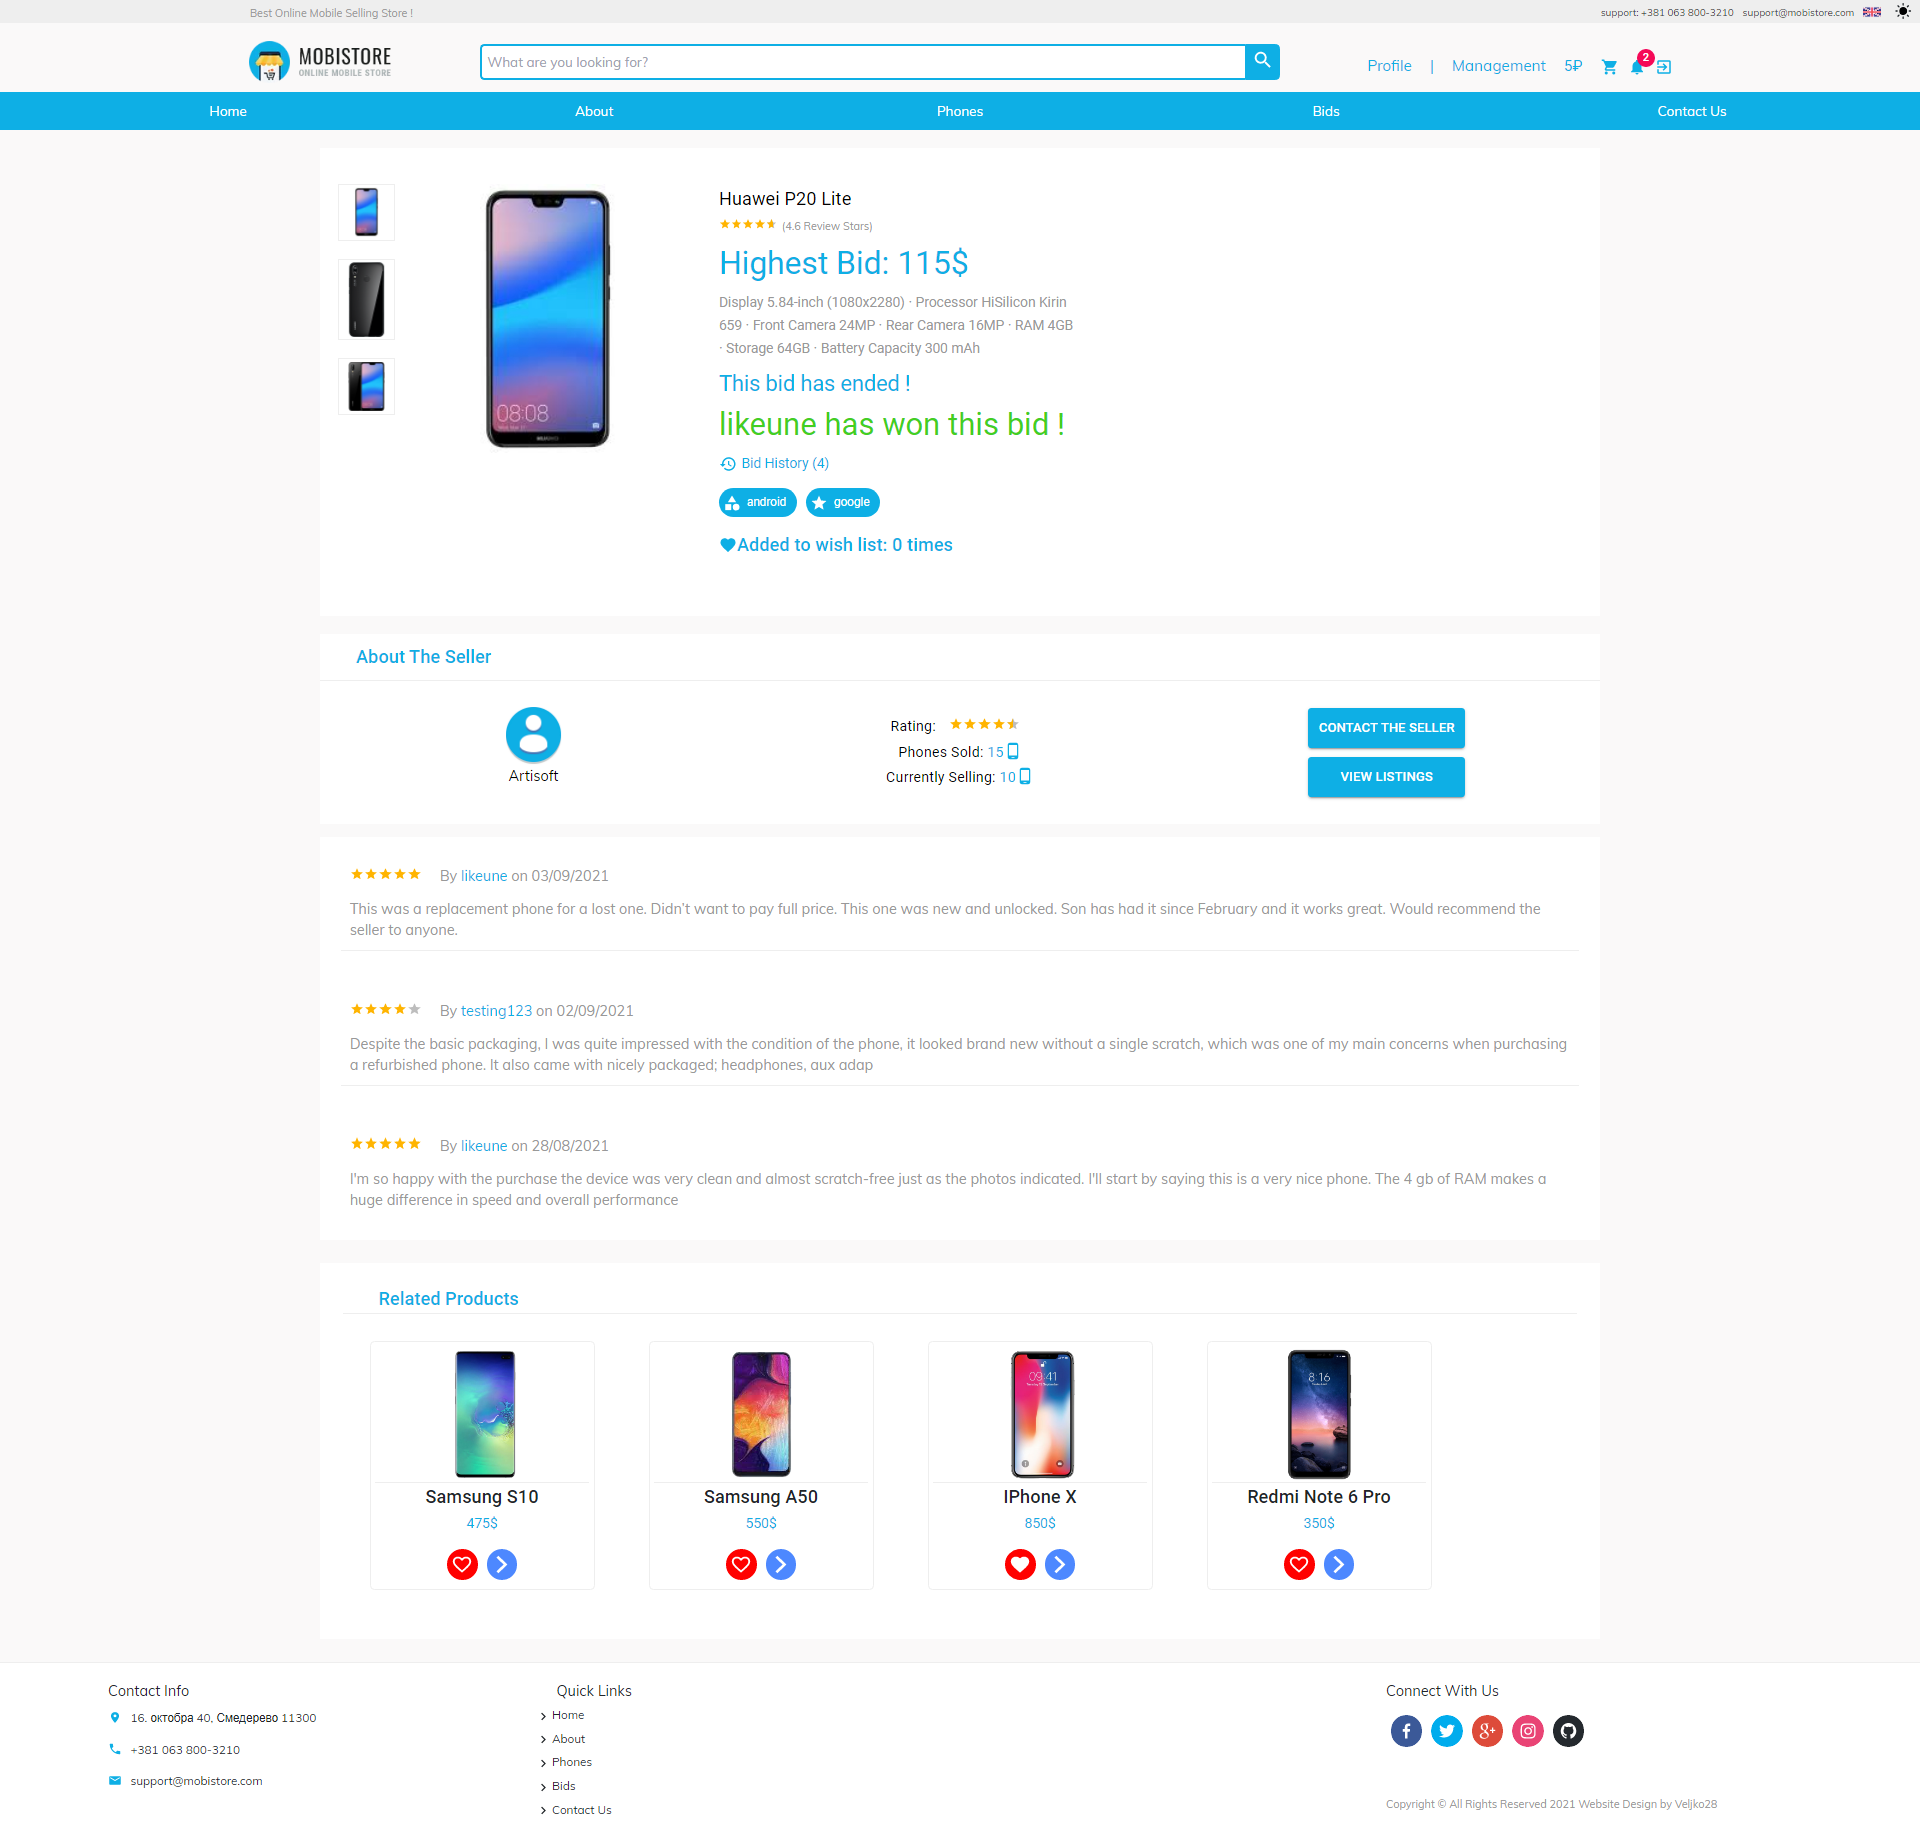 Best Online Mobile Selling Store !
support: +381 063 800-3210 support@mobistore.com
MOBISTORE
ONLINE MOBILE STORE
What are you looking for?
Profile | Management 5₽
2
Home About Phones Bids Contact Us
Huawei P20 Lite
(4.6 Review Stars)
Highest Bid: 115$
Display 5.84-inch (1080x2280) · Processor HiSilicon Kirin
659 · Front Camera 24MP · Rear Camera 16MP · RAM 4GB
· Storage 64GB · Battery Capacity 300 mAh
This bid has ended !
likeune has won this bid !
08:08
HUAWEI
Bid History (4)
android google
Added to wish list: 0 times
About The Seller
Artisoft
Rating:
Phones Sold: 15
Currently Selling: 10
CONTACT THE SELLER
VIEW LISTINGS
By likeune on 03/09/2021
This was a replacement phone for a lost one. Didn't want to pay full price. This one was new and unlocked. Son has had it since February and it works great. Would recommend the
seller to anyone.
By testing123 on 02/09/2021
Despite the basic packaging, I was quite impressed with the condition of the phone, it looked brand new without a single scratch, which was one of my main concerns when purchasing
a refurbished phone. It also came with nicely packaged; headphones, aux adap
By likeune on 28/08/2021
I'm so happy with the purchase the device was very clean and almost scratch-free just as the photos indicated. I'll start by saying this is a very nice phone. The 4 gb of RAM makes a
huge difference in speed and overall performance
Related Products
09:41
8:16
Samsung S10 Samsung A50 IPhone X Redmi Note 6 Pro
475$ 550$ 850$ 350$
Contact Info
16. октобра 40, Смедерево 11300
+381 063 800-3210
support@mobistore.com
Quick Links
Home
About
Phones
Bids
Contact Us
Connect With Us
Copyright © All Rights Reserved 2021 Website Design by Veljko28